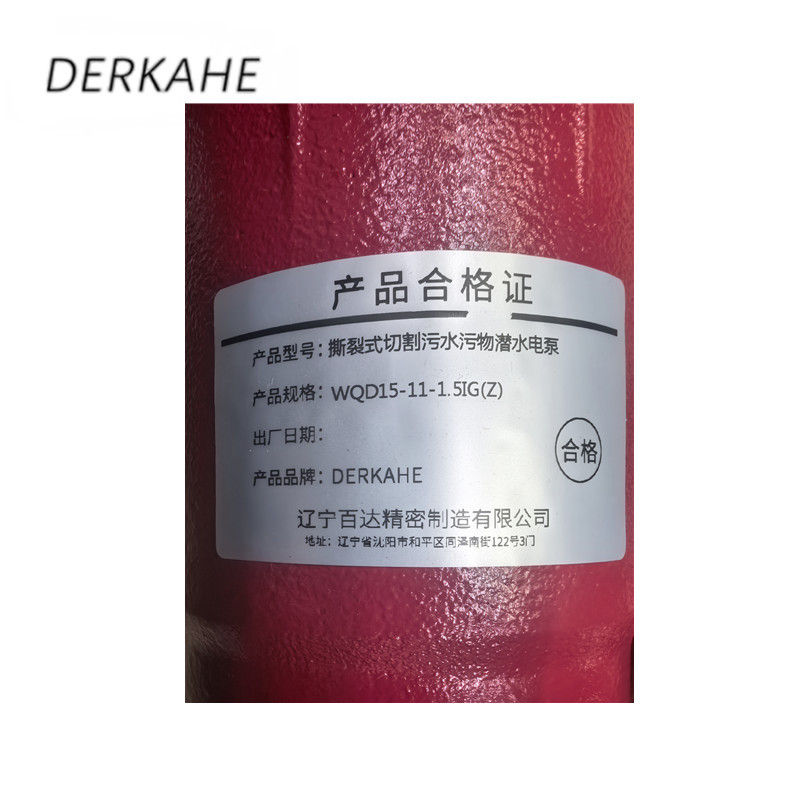 DERKAHE
产品合格证
产品型号：撕裂式切割污水污物潜水电泵
产品规格：WQD15-11-1.5IG(Z)
出厂日期：
合格
产品品牌：DERKAHE
辽宁百达精密制造有限公司
地址：辽宁省沈阳市和平区同泽南街122号3门